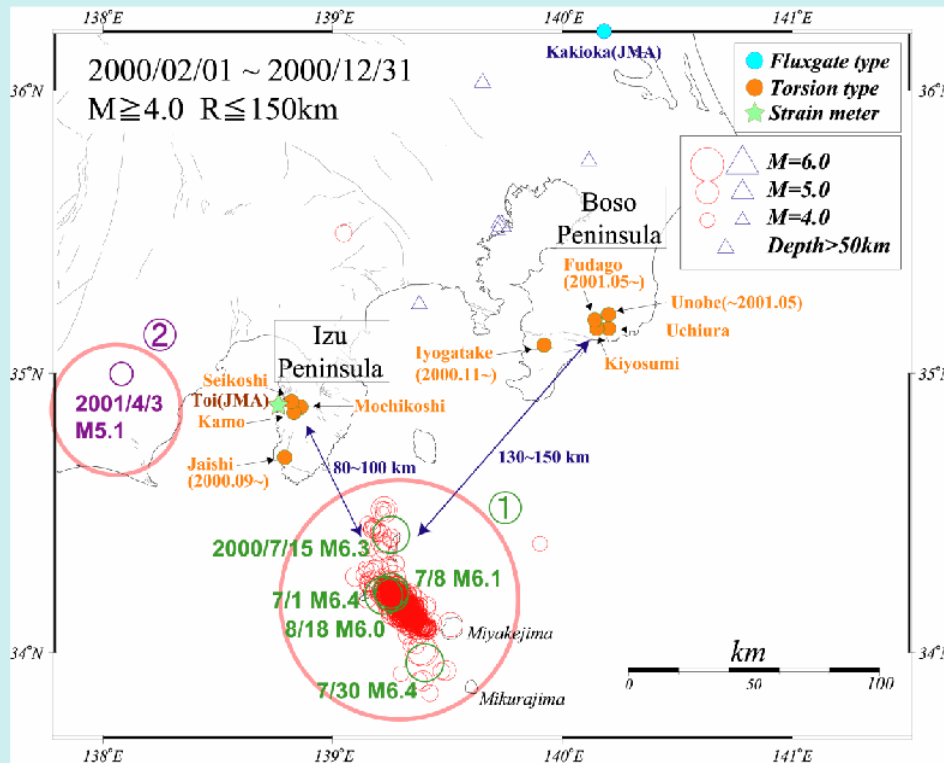 138˚E
139˚E
140˚E
141˚E
Kakioka(JMA)
2000/02/01 ~ 2000/12/31
M≧4.0 R≦150km
Fluxgate type
Torsion type
Strain meter
36˚N
M=6.0
M=5.0
M=4.0
Depth>50km
Boso
Peninsula
Fudago
(2001.05~)
Unobe(~2001.05)
Uchiura
Kiyosumi
Iyogatake
(2000.11~)
Izu
Peninsula
②
35˚N
2001/4/3
M5.1
Seikoshi
Toi(JMA)
Kamo
Mochikoshi
Jaishi
(2000.09~)
80~100 km
130~150 km
①
2000/7/15 M6.3
7/8 M6.1
7/1 M6.4
8/18 M6.0
7/30 M6.4
Miyakejima
Mikurajima
34˚N
km
0
50
100
138˚E
139˚E
140˚E
141˚E